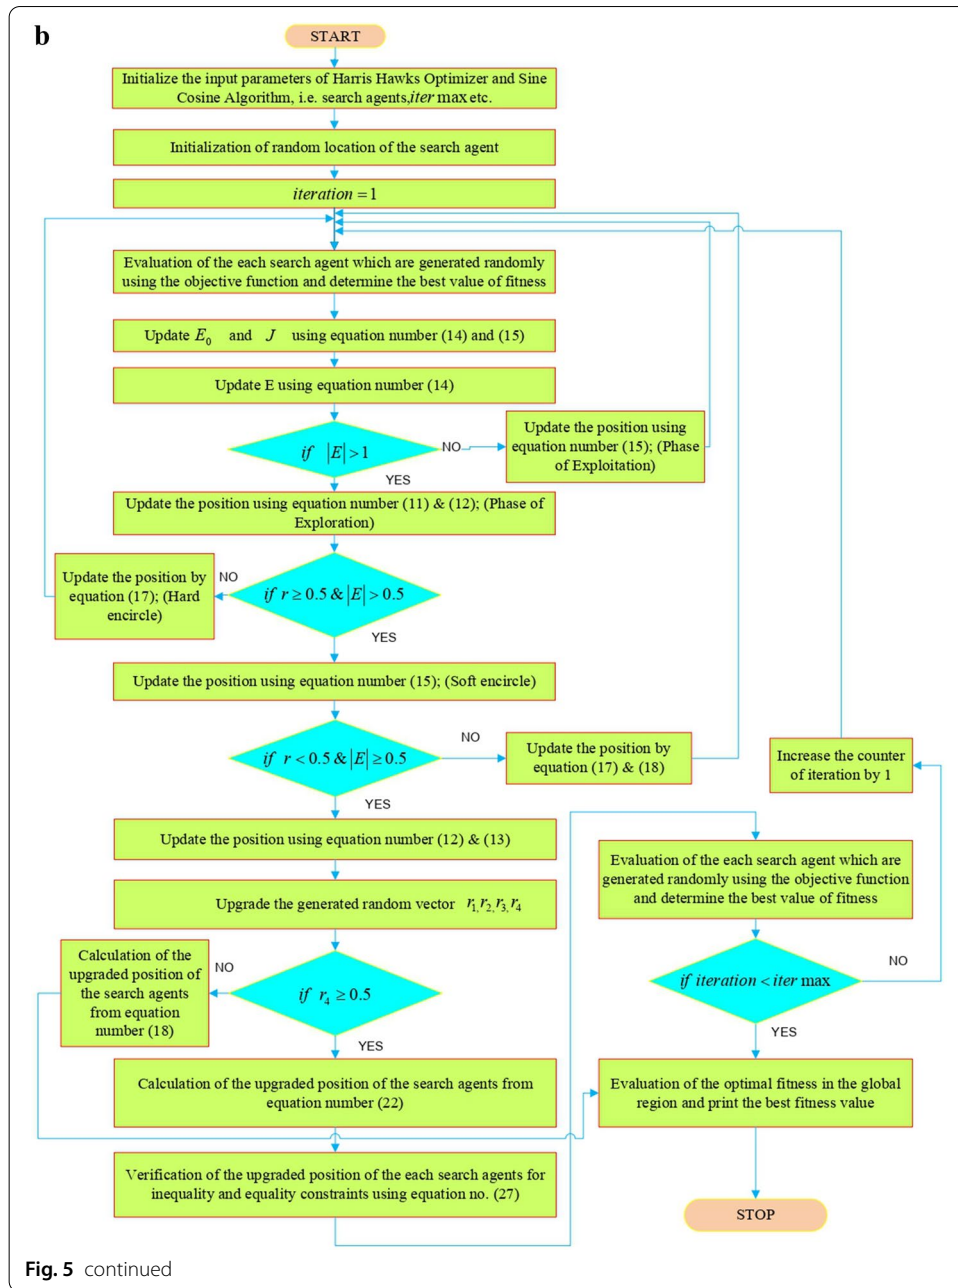 b
START
Initialize the input parameters of Harris Hawks Optimizer and Sine
Cosine Algorithm, i.e. search agents,iter max etc.
Initialization of random location of the search agent
iteration = 1
Evaluation of the each search agent which are generated randomly
using the objective function and determine the best value of fitness
Update E₀ and J using equation number (14) and (15)
Update E using equation number (14)
if |E| > 1
NO
Update the position using
equation number (15); (Phase
of Exploitation)
YES
Update the position using equation number (11) & (12); (Phase
of Exploration)
if r ≥ 0.5 & |E| > 0.5
NO
Update the position by
equation (17); (Hard
encircle)
YES
Update the position using equation number (15); (Soft encircle)
if r < 0.5 & |E| ≥ 0.5
NO
Update the position by
equation (17) & (18)
YES
Update the position using equation number (12) & (13)
Upgrade the generated random vector r₁,r₂,r₃,r₄
if r₄ ≥ 0.5
NO
Calculation of the
upgraded position of
the search agents
from equation
number (18)
YES
Calculation of the upgraded position of the search agents from
equation number (22)
Verification of the upgraded position of the each search agents for
inequality and equality constraints using equation no. (27)
Increase the counter
of iteration by 1
Evaluation of the each search agent which are
generated randomly using the objective function
and determine the best value of fitness
if iteration < iter max
NO
YES
Evaluation of the optimal fitness in the global
region and print the best fitness value
STOP
Fig. 5 continued